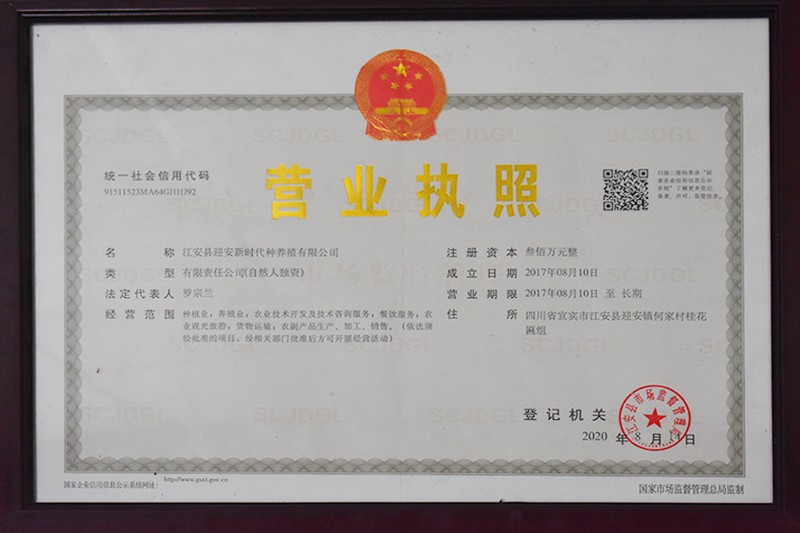 统一社会信用代码
营业执照
扫描二维码登录“国
家企业信用信息公示
系统”了解更多登记、
备案、许可、监管信息。
名称 江安县迎安新时代种养殖有限公司
类型 有限责任公司(自然人独资)
法定代表人 罗宗兰
经营范围 种植业；养殖业；农业技术开发及技术咨询服务；餐饮服务；农
业观光旅游；货物运输；农副产品生产、加工、销售。（依法须
经批准的项目，经相关部门批准后方可开展经营活动）
注册资本 叁佰万元整
成立日期 2017年08月10日
营业期限 2017年08月10日 至 长期
住所 四川省宜宾市江安县迎安镇何家村桂花
组
登记机关
江安县市场监督管理局
2020 年 月 日
国家企业信用信息公示系统网址：
http://www.gsxt.gov.cn
国家市场监督管理总局监制
SCJDGL